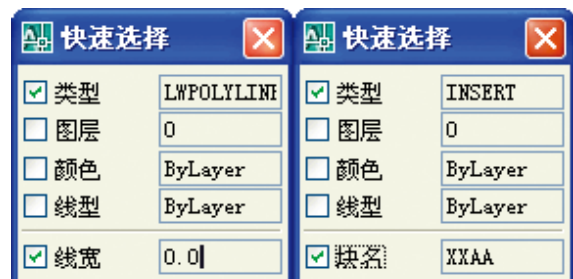 快速选择
类型 LWPOLYLINE
图层 0
颜色 ByLayer
线型 ByLayer
线宽 0.0
快速选择
类型 INSERT
图层 0
颜色 ByLayer
线型 ByLayer
块名 XXAA